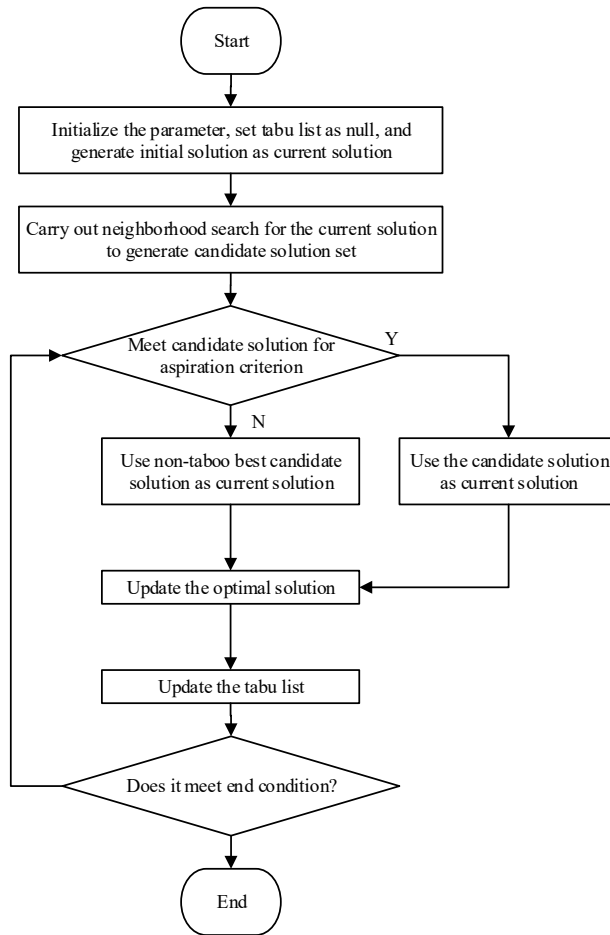 Start
Initialize the parameter, set tabu list as null, and
generate initial solution as current solution
Carry out neighborhood search for the current solution
to generate candidate solution set
Meet candidate solution for
aspiration criterion
Y
N
Use non-taboo best candidate
solution as current solution
Use the candidate solution
as current solution
Update the optimal solution
Update the tabu list
Does it meet end condition?
End